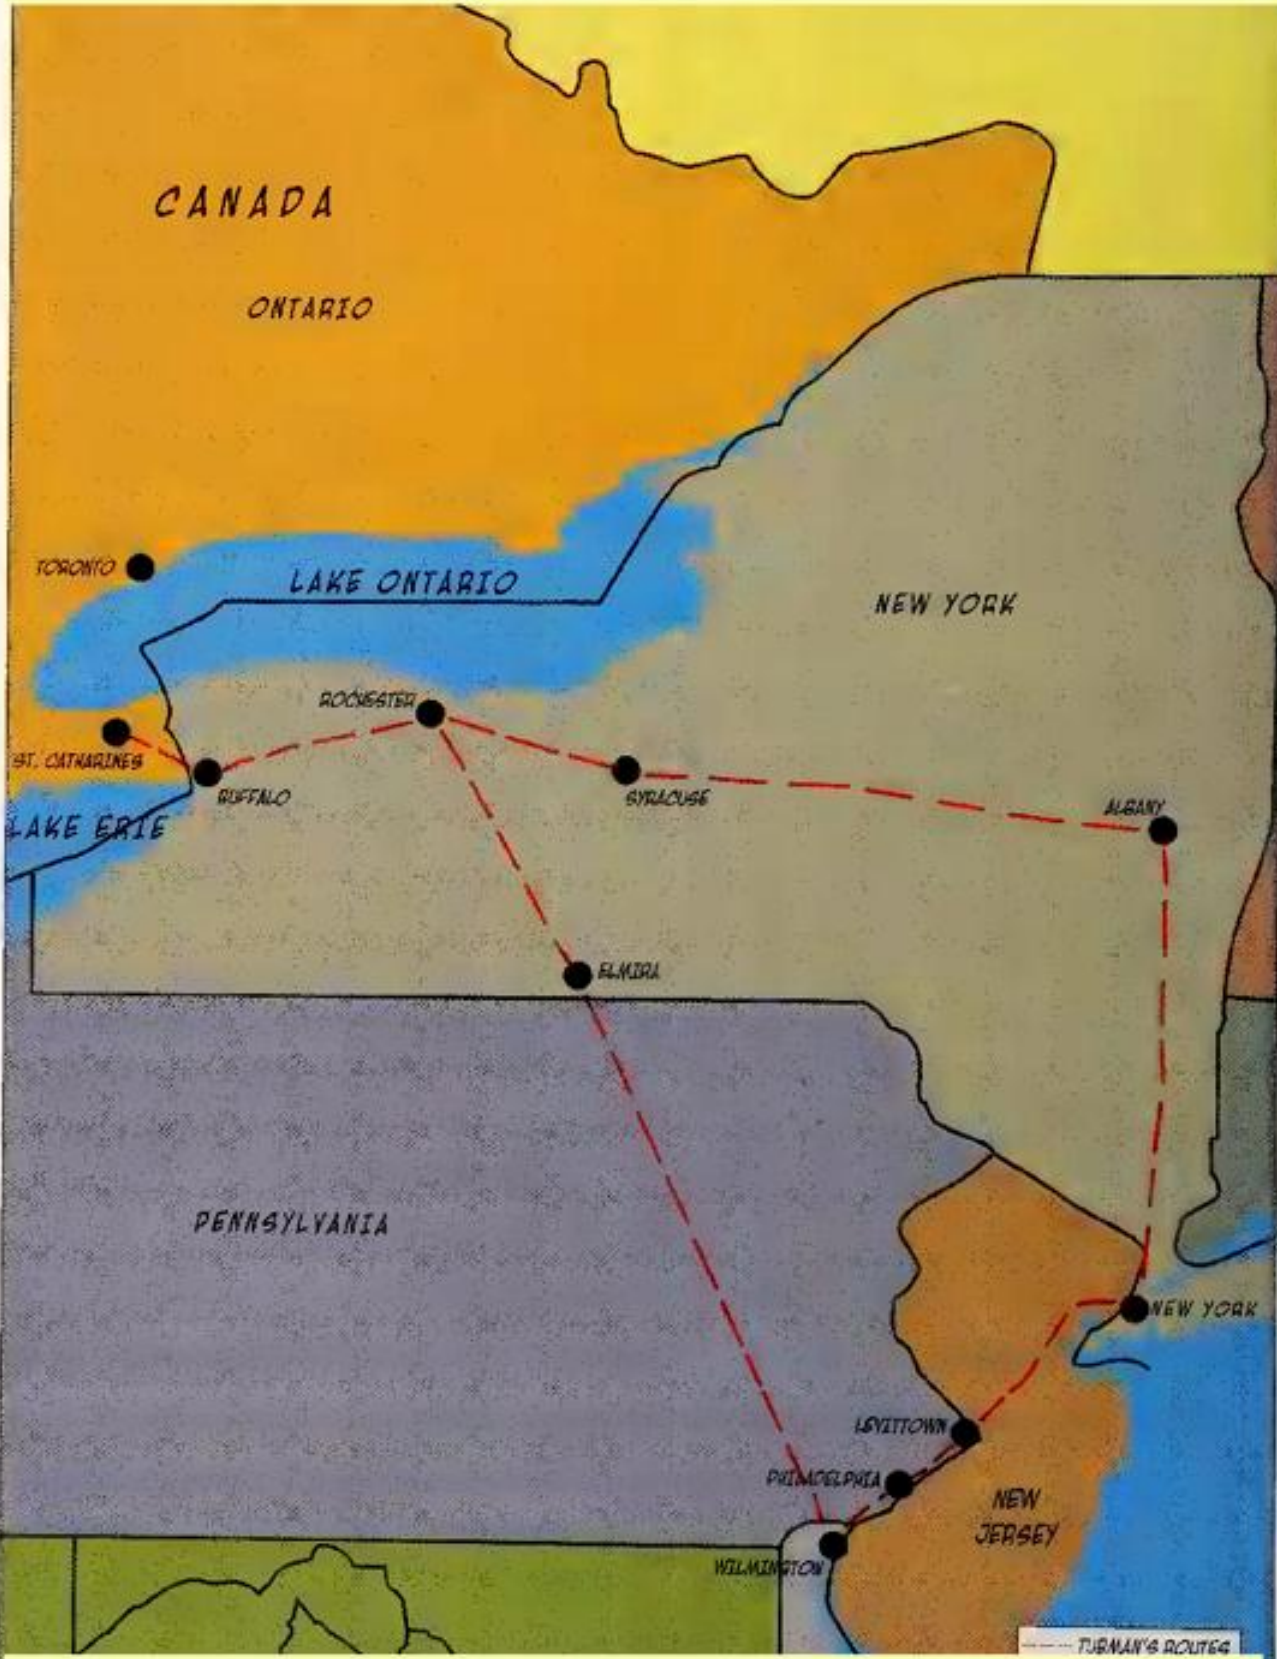 CANADA
ONTARIO
TORONTO
LAKE ONTARIO
NEW YORK
ROCHESTER
ST. CATHARINES
BUFFALO
SYRACUSE
ALBANY
LAKE ERIE
ELMIRA
PENNSYLVANIA
NEW YORK
LEVITTOWN
PHILADELPHIA
NEW
JERSEY
WILMINGTON
TUBMAN'S ROUTES